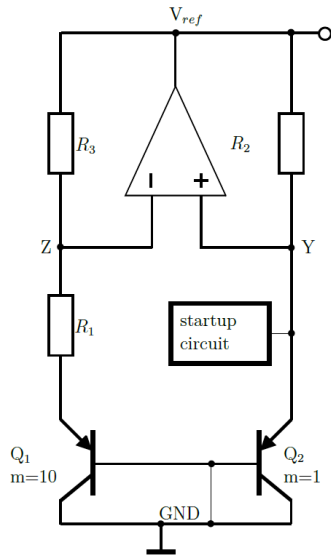 V_ref
R_3
R_2
Z
Y
R_1
startup
circuit
Q_1
m=10
Q_2
m=1
GND